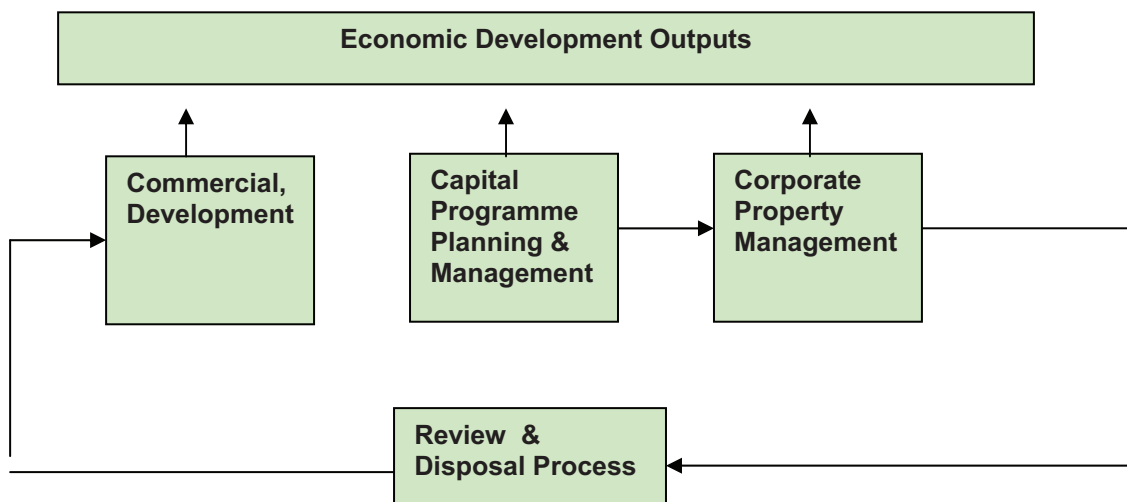 Economic Development Outputs
Commercial,
Development
Capital
Programme
Planning &
Management
Corporate
Property
Management
Review &
Disposal Process